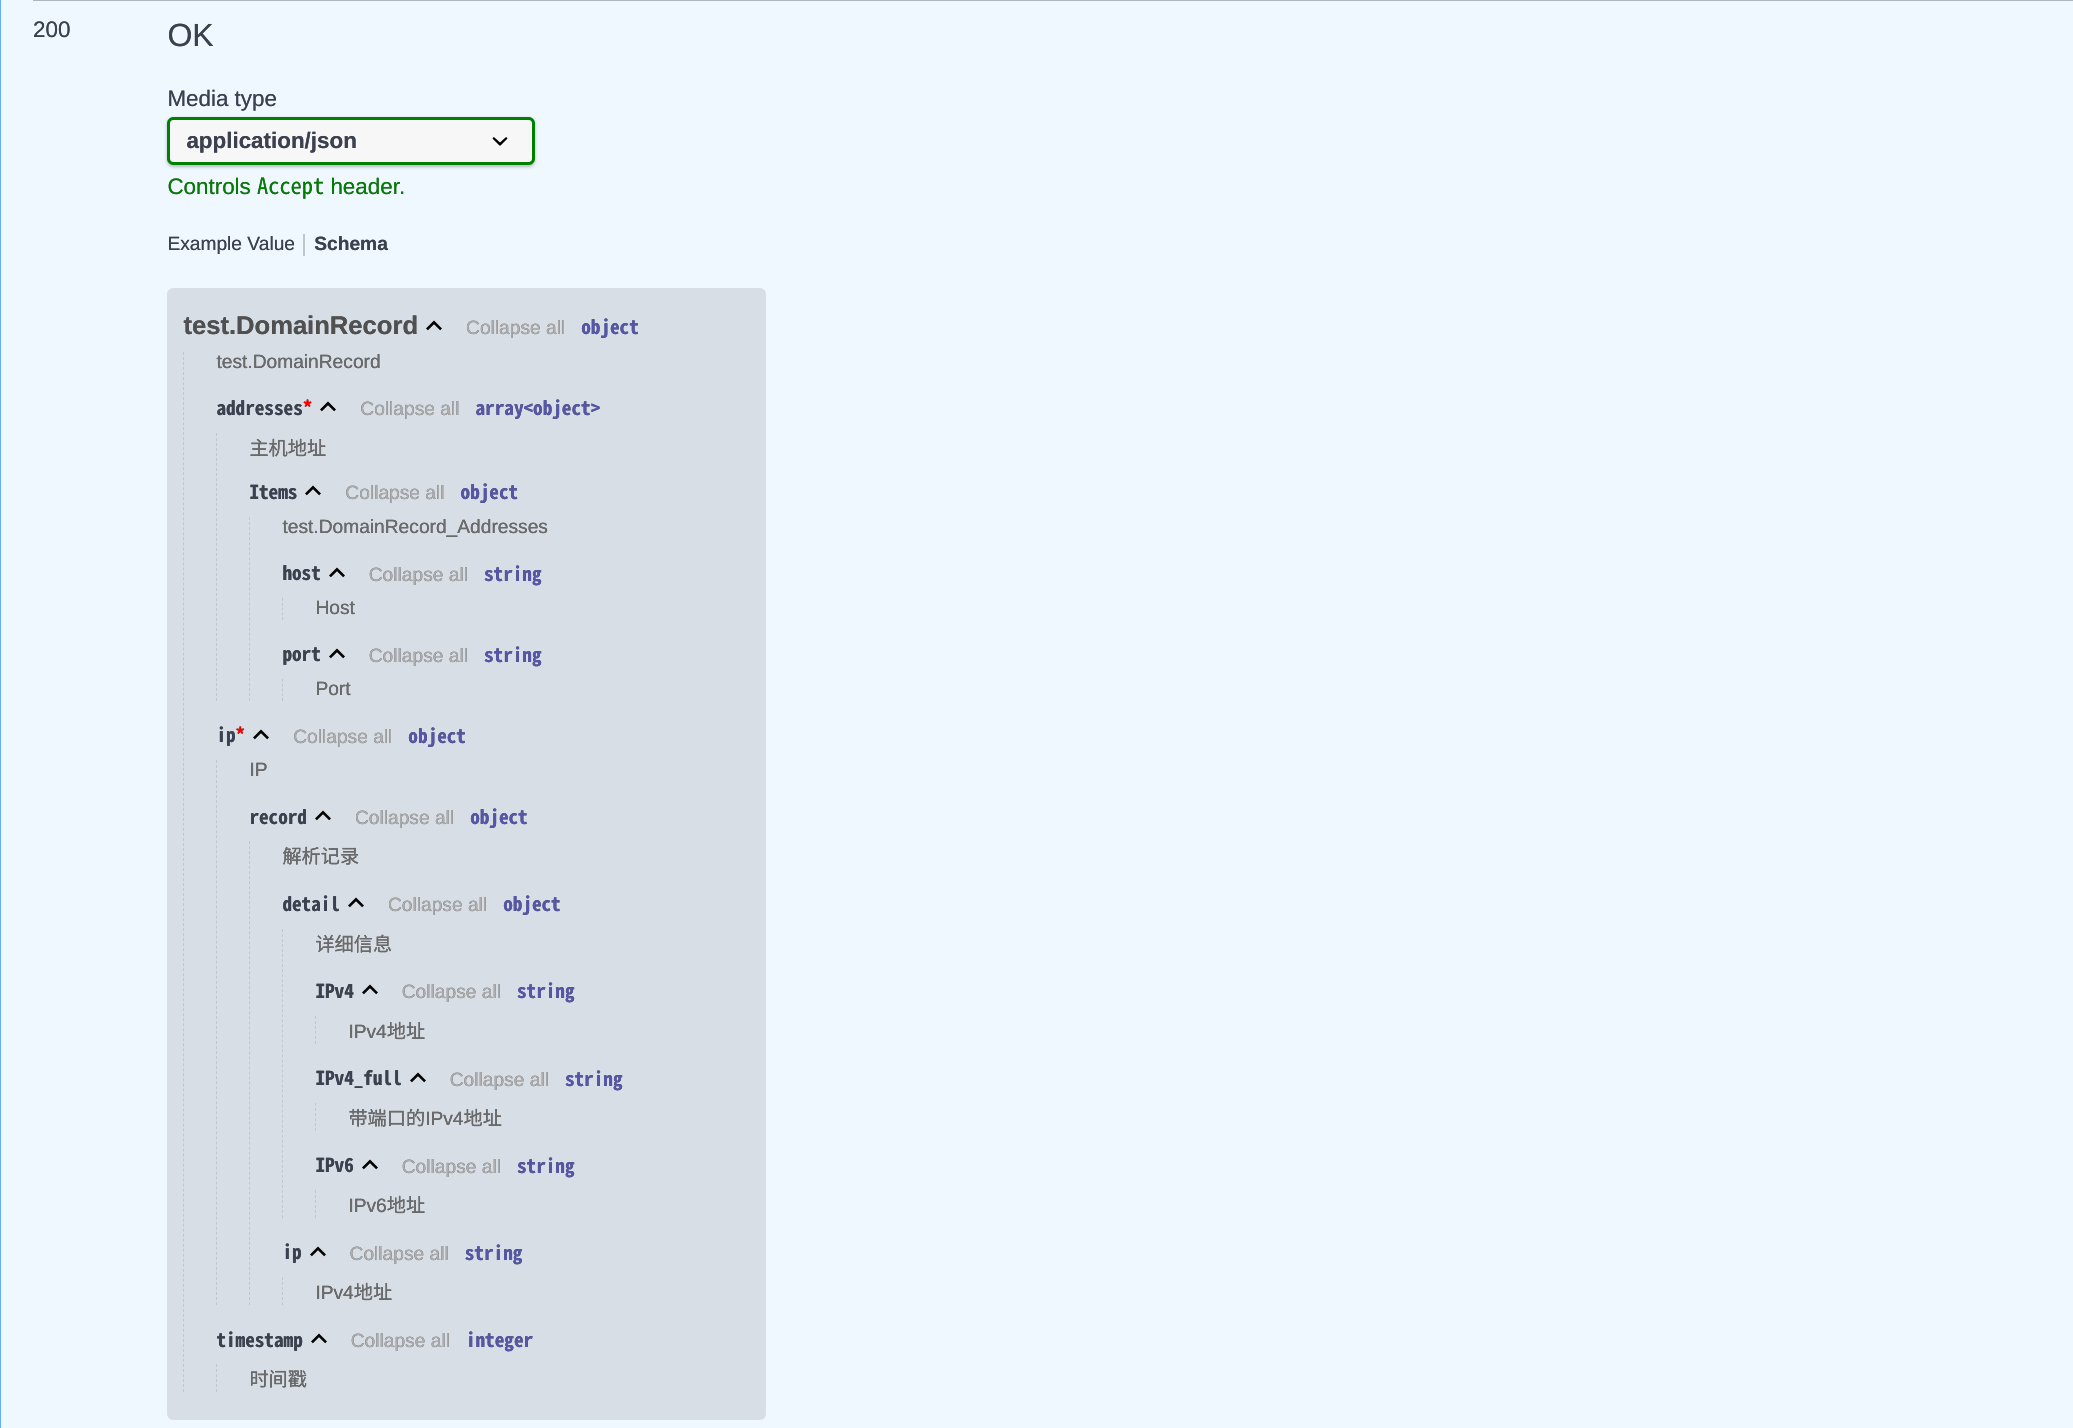 200
OK
Media type
application/json
Controls Accept header.
Example Value
Schema
test.DomainRecord Collapse all object
test.DomainRecord
addresses* Collapse all array<object>
主机地址
Items Collapse all object
test.DomainRecord_Addresses
host Collapse all string
Host
port Collapse all string
Port
ip* Collapse all object
IP
record Collapse all object
解析记录
detail Collapse all object
详细信息
IPv4 Collapse all string
IPv4地址
IPv4_full Collapse all string
带端口的IPv4地址
IPv6 Collapse all string
IPv6地址
ip Collapse all string
IPv4地址
timestamp Collapse all integer
时间戳